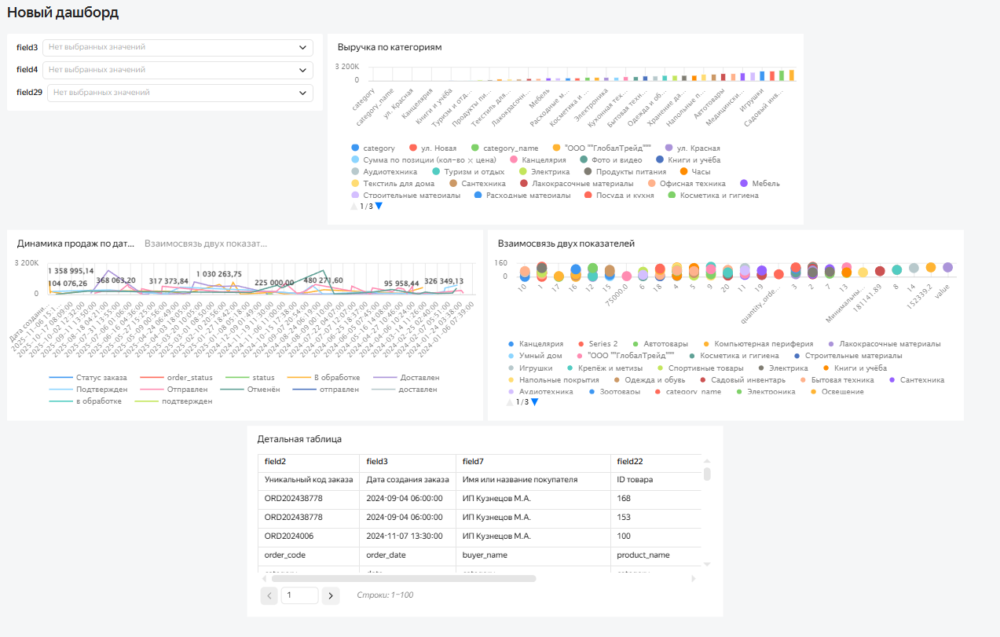 Новый дашборд
field3 Нет выбранных значений
field4 Нет выбранных значений
field29 Нет выбранных значений
Выручка по категориям
3 200K
0
category
category_name
ул. Красная
Канцелярия
Книги и учёба
Туризм и отд...
Продукты пи...
Текстиль для...
Лакокрасочн...
Мебель
Расходные м...
Косметика и ...
Электроника
Кухонная тех...
Бытовая техн...
Одежда и об...
Хранение да...
Напольные п...
Автотовары
Медицински...
Игрушки
Садовый инв...
category ул. Новая category_name "ООО ""ГлобалТрейд"""" ул. Красная
Сумма по позиции (кол-во × цена) Канцелярия Фото и видео Книги и учёба
Аудиотехника Туризм и отдых Электрика Продукты питания Часы
Текстиль для дома Сантехника Лакокрасочные материалы Офисная техника Мебель
Строительные материалы Расходные материалы Посуда и кухня Косметика и гигиена
1 / 3
Динамика продаж по дат... Взаимосвязь двух показат...
3 200K
0
1 358 995,14
104 076,26
368 063,20
317 373,84
1 030 263,75
225 000,00
480 271,60
95 958,44
326 349,13
Дата создани...
2025-11-06 15:1...
2025-10-17 08:09:00
2025-10-02 12:32:00
2025-09-11 13:50:00
2025-08-18 04:21:00
2025-07-31 13:55:00
2025-07-01 06:01:00
2025-06-16 04:36:00
2025-05-27 15:25:00
2025-05-09 00:56:00
2025-04-24 06:49:00
2025-04-03 18:05:00
2025-03-20 10:05:00
2025-03-01 08:50:00
2025-02-10 20:56:00
2025-01-27 18:42:00
2025-01-08 05:18:00
2024-12-09 01:49:00
2024-11-19 11:30:00
2024-11-06 11:00:00
2024-10-15 17:38:00
2024-09-07 20:54:00
2024-08-24 06:19:00
2024-08-09 00:10:00
2024-07-22 04:07:00
2024-07-07 12:07:00
2024-06-25 18:37:00
2024-06-05 07:45:00
2024-05-16 14:08:00
2024-04-27 10:46:00
2024-04-10 10:24:00
2024-03-14 11:26:00
2024-02-25 02:40:00
2024-02-07 05:51:00
2024-01-24 03:38:00
2024-01-06 07:39:00
Статус заказа order_status status В обработке Доставлен
Подтвержден Отправлен Отменён отправлен доставлен
в обработке подтвержден
Взаимосвязь двух показателей
160
0
10
1
17
16
12
15
75000.0
6
18
4
5
9
20
11
19
quantity_orde...
3
2
7
13
Минимальны...
181141.89
8
14
152339.2
value
Канцелярия Series 2 Автотовары Компьютерная периферия Лакокрасочные материалы
Умный дом "ООО ""ГлобалТрейд"""" Косметика и гигиена Строительные материалы
Игрушки Крепёж и метизы Спортивные товары Электрика Книги и учёба
Напольные покрытия Одежда и обувь Садовый инвентарь Бытовая техника Сантехника
Аудиотехника Зоотовары category_name Электроника Освещение
1 / 3
Детальная таблица
field2 field3 field7 field22
Уникальный код заказа Дата создания заказа Имя или название покупателя ID товара
ORD202438778 2024-09-04 06:00:00 ИП Кузнецов М.А. 168
ORD202438778 2024-09-04 06:00:00 ИП Кузнецов М.А. 153
ORD2024006 2024-11-07 13:30:00 ИП Кузнецов М.А. 100
order_code order_date buyer_name product_name
1 Строки: 1–100